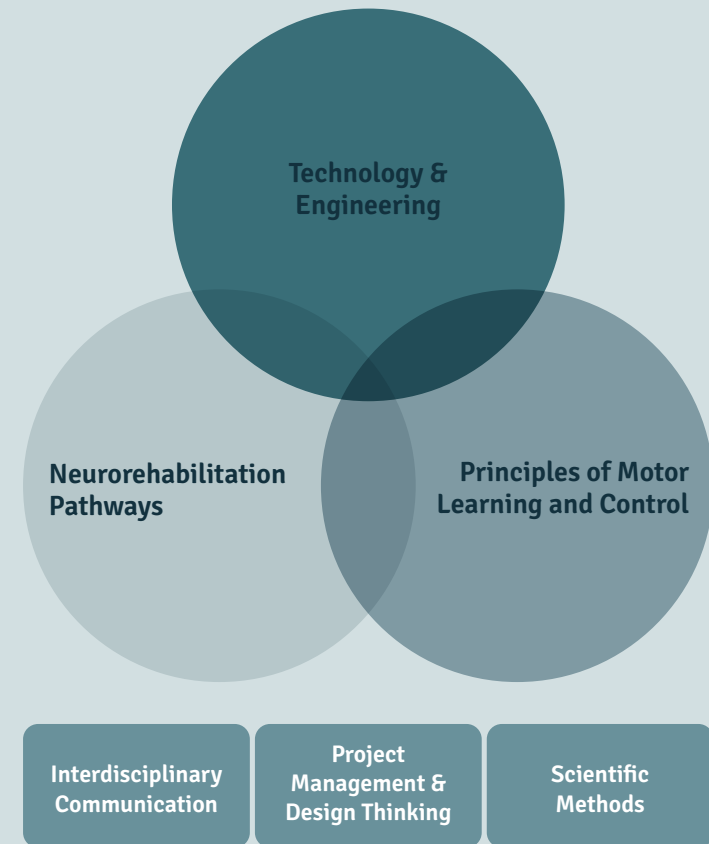 Technology &
Engineering
Neurorehabilitation
Pathways
Principles of Motor
Learning and Control
Interdisciplinary
Communication
Project
Management &
Design Thinking
Scientific
Methods